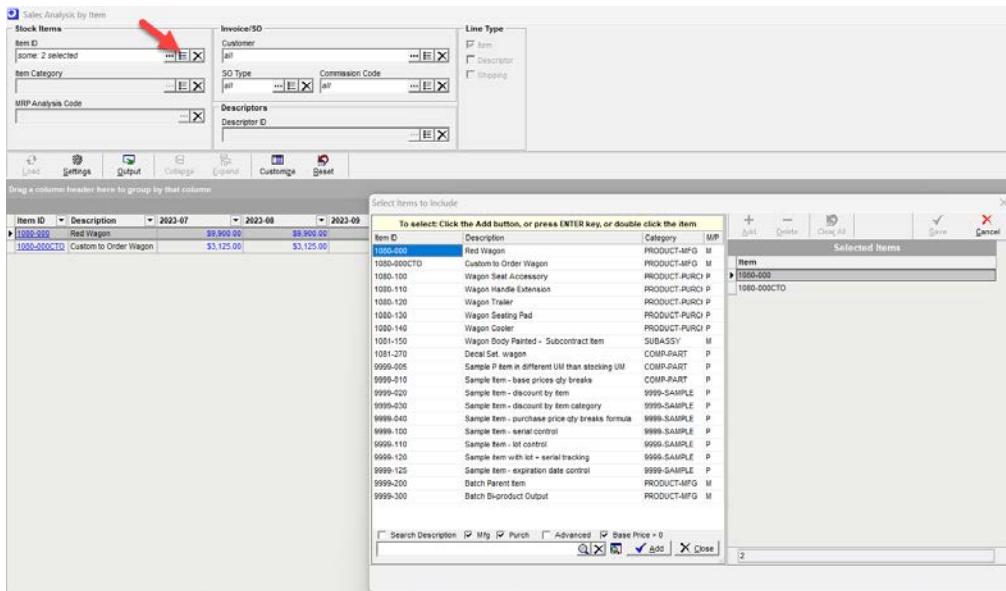 Sales Analysis by Item
Stock Items
Item ID
some: 2 selected
Item Category
MRP Analysis Code
Invoice/SO
Customer
all
SO Type
Commission Code
all
all
Descriptors
Descriptor ID
Line Type
Item
Descriptor
Shipping
Load Settings Output Collapse Expand Customize Reset
Drag a column header here to group by that column
Item ID Description 2023-07 2023-08 2023-09
1080-000 Red Wagon $9,900.00 $9,900.00
1080-000CTO Custom to Order Wagon $3,125.00 $3,125.00
Select Items to Include
To select: Click the Add button, or press ENTER key, or double click the item
Item ID Description Category M/P
1080-000 Red Wagon PRODUCT-MFG M
1080-000CTO Custom to Order Wagon PRODUCT-MFG M
1080-100 Wagon Seat Accessory PRODUCT-PURCH P
1080-110 Wagon Handle Extension PRODUCT-PURCH P
1080-120 Wagon Trailer PRODUCT-PURCH P
1080-130 Wagon Seating Pad PRODUCT-PURCH P
1080-140 Wagon Cooler PRODUCT-PURCH P
1081-150 Wagon Body Painted - Subcontract Item SUBASSY M
1081-270 Decal Set. wagon COMP-PART P
9999-005 Sample P item in different UM than stocking UM COMP-PART P
9999-010 Sample Item - base prices qty breaks COMP-PART P
9999-020 Sample Item - discount by item 9999-SAMPLE P
9999-030 Sample Item - discount by item category 9999-SAMPLE P
9999-040 Sample Item - purchase price qty breaks formula 9999-SAMPLE P
9999-100 Sample Item - serial control 9999-SAMPLE P
9999-110 Sample Item - lot control 9999-SAMPLE P
9999-120 Sample item with lot + serial tracking 9999-SAMPLE P
9999-125 Sample item - expiration date control 9999-SAMPLE P
9999-200 Batch Parent Item PRODUCT-MFG M
9999-300 Batch Bi-product Output PRODUCT-MFG M
Search Description Mfg Purch Advanced Base Price > 0
Add Close
Add Delete Clear All Save Cancel
Selected Items
Item
1080-000
1080-000CTO
2